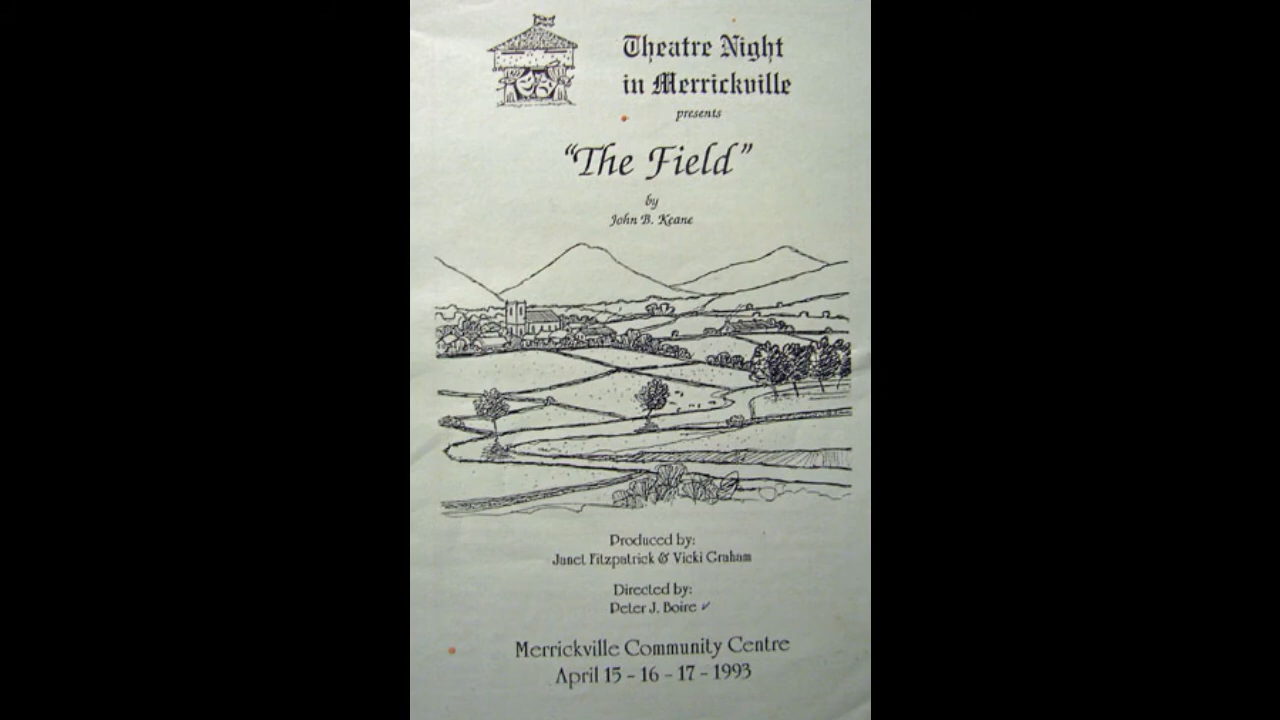 Theatre Night
in Merrickville
presents
"The Field"
by
John B. Keane
Produced by:
Janet Fitzpatrick & Vicki Graham
Directed by:
Peter J. Boire ✓
Merrickville Community Centre
April 15 - 16 - 17 - 1993